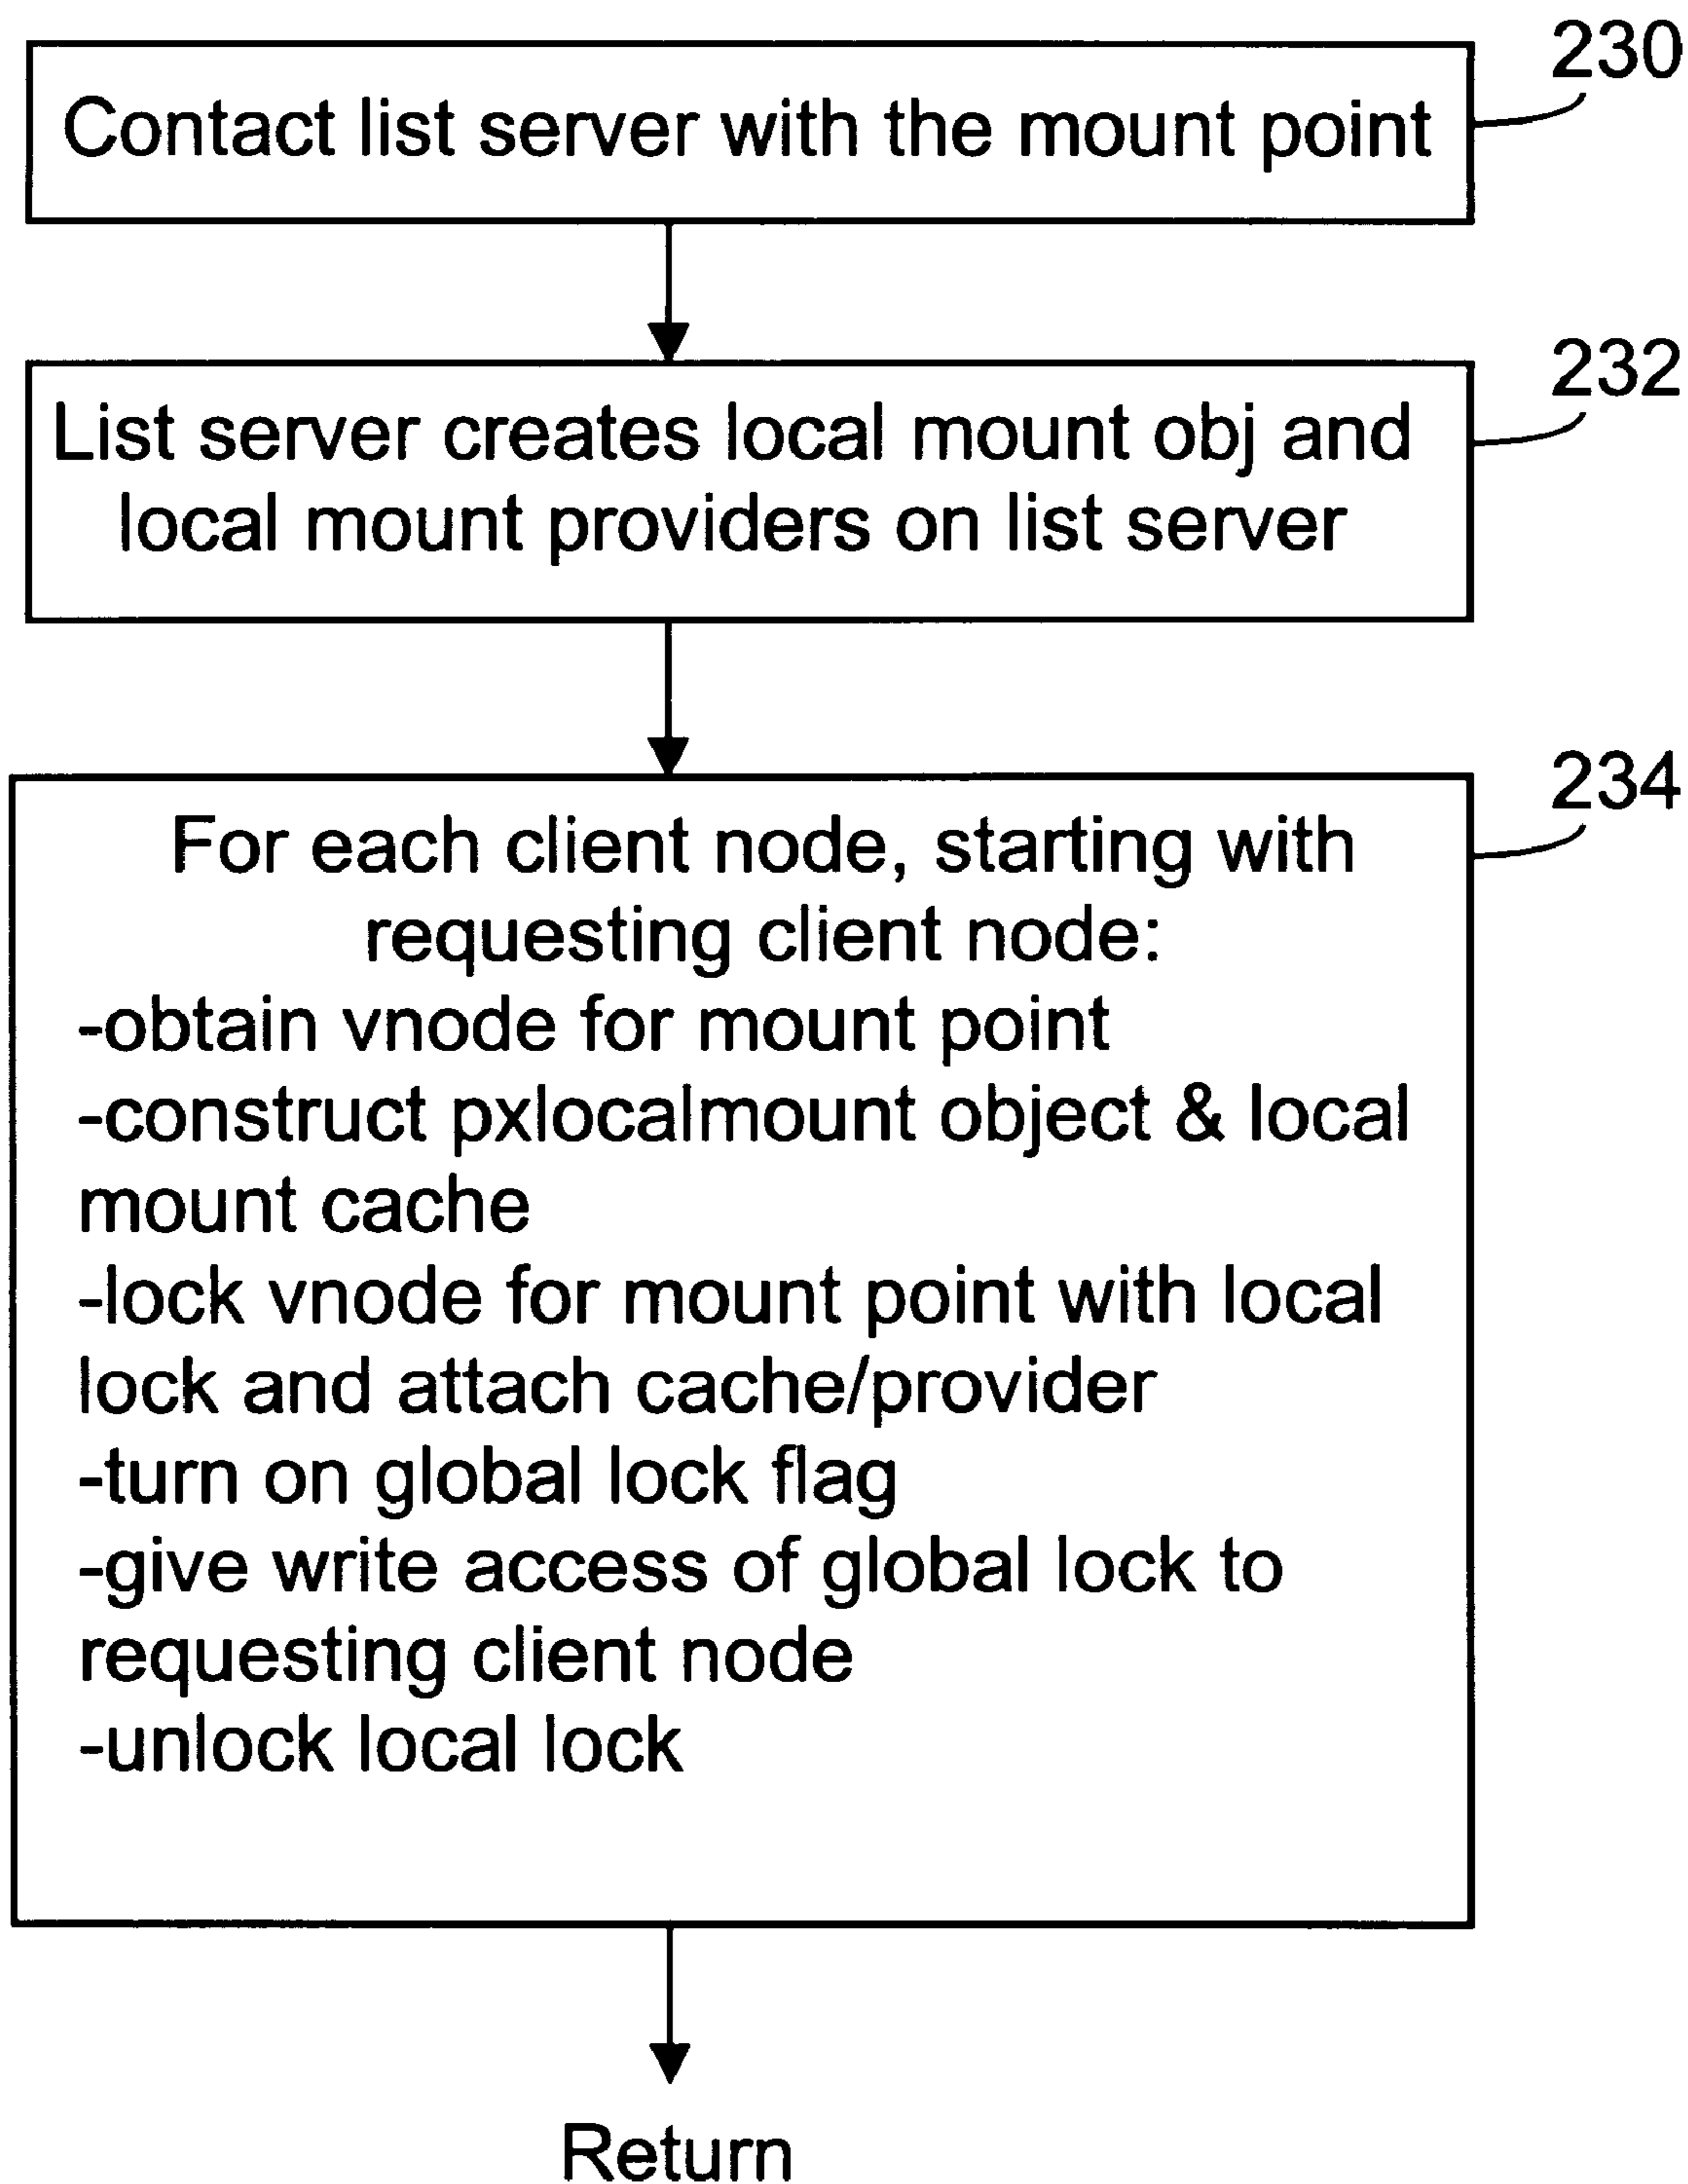 230
Contact list server with the mount point
232
List server creates local mount obj and
local mount providers on list server
234
For each client node, starting with
requesting client node:
-obtain vnode for mount point
-construct pxlocalmount object & local
mount cache
-lock vnode for mount point with local
lock and attach cache/provider
-turn on global lock flag
-give write access of global lock to
requesting client node
-unlock local lock
Return